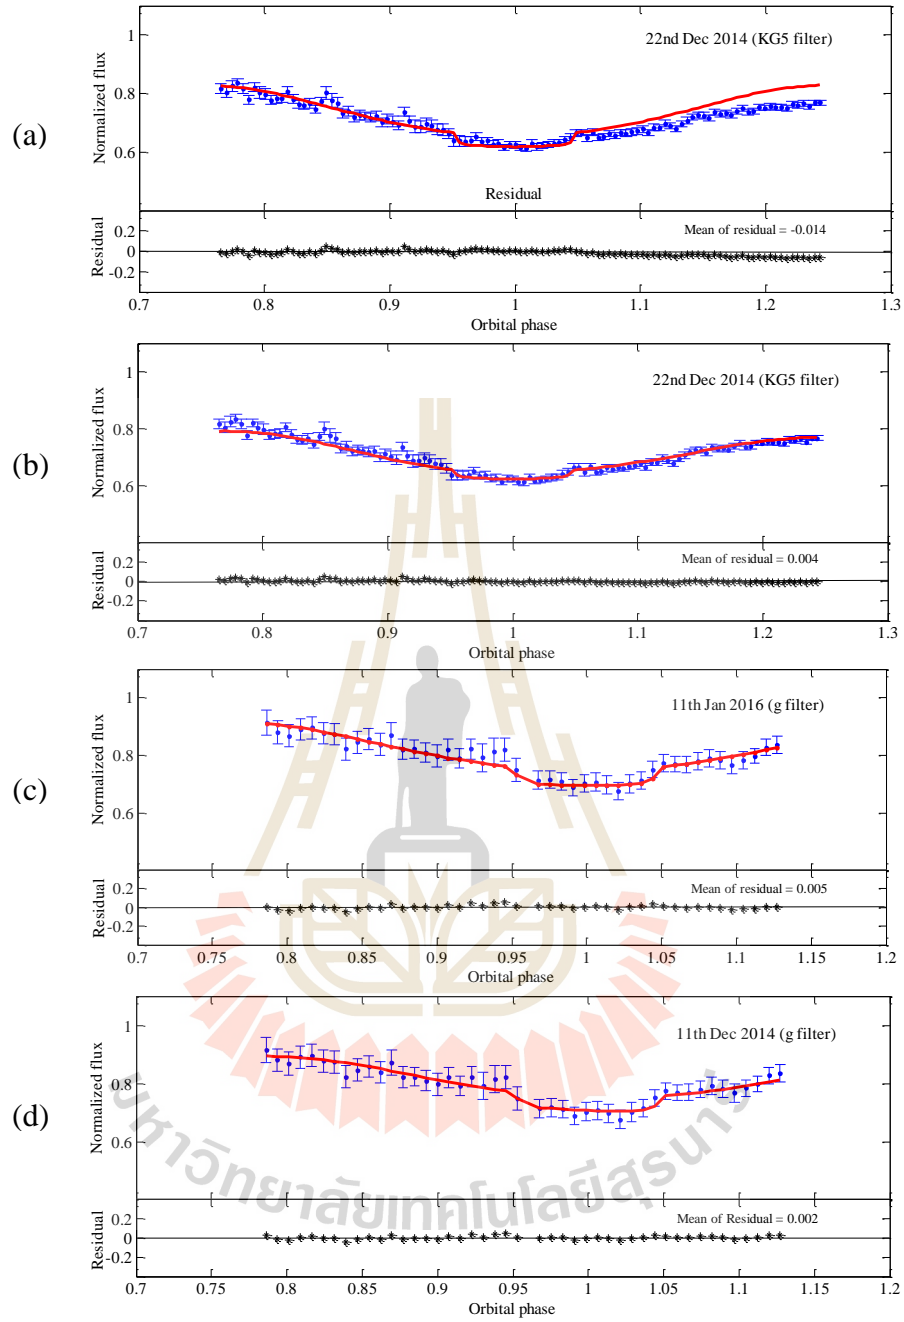 (a)
1
0.8
0.6
Normalized flux
22nd Dec 2014 (KG5 filter)
Residual
0.2
0
-0.2
Residual
Mean of residual = -0.014
0.7 0.8 0.9 1 1.1 1.2 1.3
Orbital phase
(b)
1
0.8
0.6
Normalized flux
22nd Dec 2014 (KG5 filter)
0.2
0
-0.2
Residual
Mean of residual = 0.004
0.7 0.8 0.9 1 1.1 1.2 1.3
Orbital phase
(c)
1
0.8
0.6
Normalized flux
11th Jan 2016 (g filter)
0.2
0
-0.2
Residual
Mean of residual = 0.005
0.7 0.75 0.8 0.85 0.9 0.95 1 1.05 1.1 1.15 1.2
Orbital phase
(d)
1
0.8
0.6
Normalized flux
11th Dec 2014 (g filter)
0.2
0
-0.2
Residual
Mean of Residual = 0.002
0.7 0.75 0.8 0.85 0.9 0.95 1 1.05 1.1 1.15 1.2
Orbital phase
มหาวิทยาลัยเทคโนโลยีสุรนารี